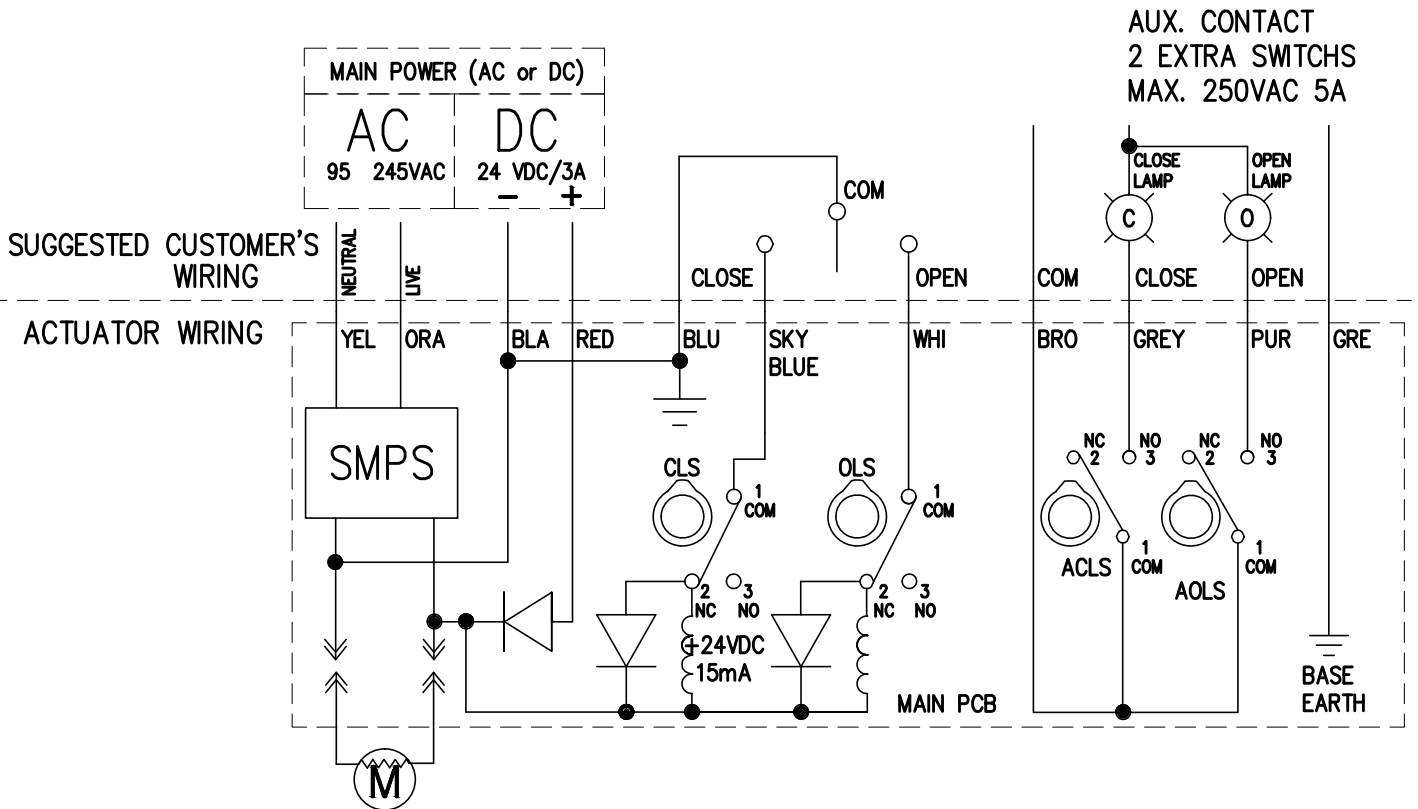 AUX. CONTACT
2 EXTRA SWITCHS
MAX. 250VAC 5A
MAIN POWER (AC or DC)
AC
95 245VAC
DC
24 VDC/3A
– +
SUGGESTED CUSTOMER'S
WIRING
NEUTRAL
LIVE
COM
CLOSE
OPEN
CLOSE
LAMP
OPEN
LAMP
C
O
COM
CLOSE
OPEN
ACTUATOR WIRING
YEL
ORA
BLA
RED
BLU
SKY
BLUE
WHI
BRO
GREY
PUR
GRE
SMPS
CLS
1
COM
2
NC
3
NO
OLS
1
COM
2
NC
3
NO
+24VDC
15mA
MAIN PCB
NC
2
NO
3
ACLS
1
COM
NC
2
NO
3
AOLS
1
COM
BASE
EARTH
M